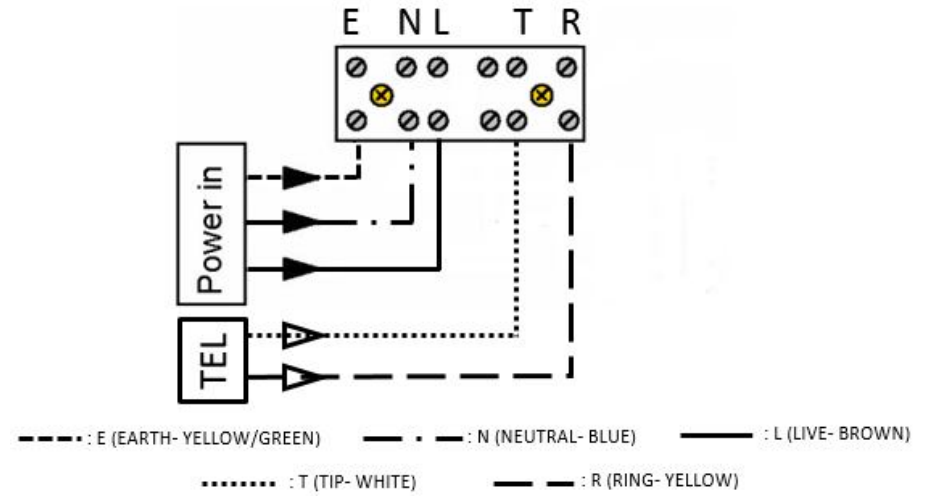 E N L T R
Power in
TEL
: E (EARTH- YELLOW/GREEN) : N (NEUTRAL- BLUE) : L (LIVE- BROWN)
: T (TIP- WHITE) : R (RING- YELLOW)